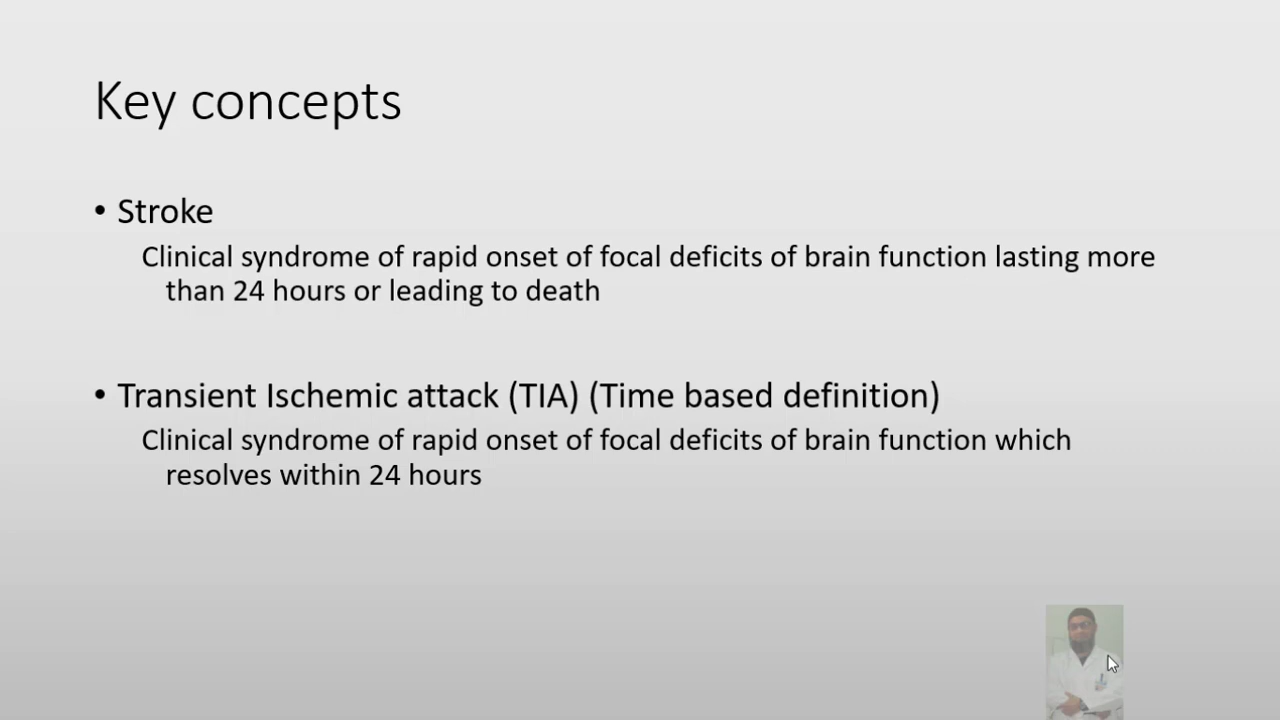 Key concepts
• Stroke
Clinical syndrome of rapid onset of focal deficits of brain function lasting more
than 24 hours or leading to death
• Transient Ischemic attack (TIA) (Time based definition)
Clinical syndrome of rapid onset of focal deficits of brain function which
resolves within 24 hours